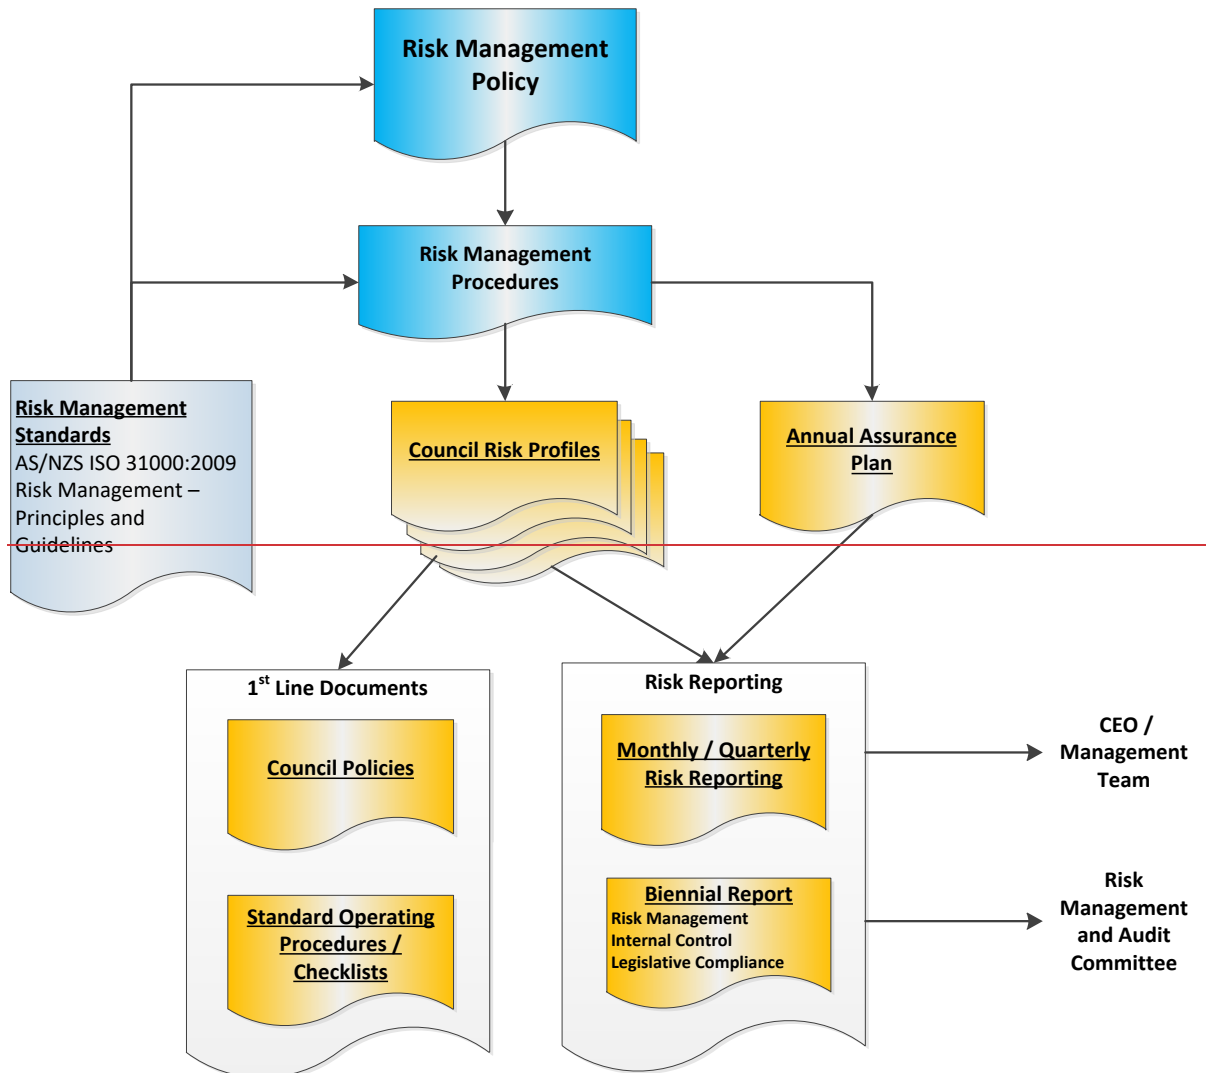 Risk Management
Policy
Risk Management
Procedures
Risk Management
Standards
AS/NZS ISO 31000:2009
Risk Management –
Principles and
Guidelines
Council Risk Profiles
Annual Assurance
Plan
1st Line Documents
Council Policies
Standard Operating
Procedures /
Checklists
Risk Reporting
Monthly / Quarterly
Risk Reporting
Biennial Report
Risk Management
Internal Control
Legislative Compliance
CEO /
Management
Team
Risk
Management
and Audit
Committee